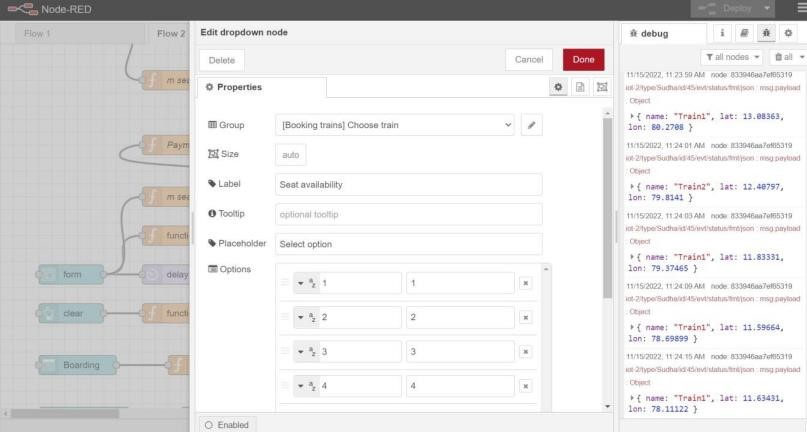 Node-RED
Deploy
Flow 1
Flow 2
m sea
Paym
m sea
functi
form
delay
clear
functi
Boarding
Edit dropdown node
Delete
Cancel
Done
Properties
Group
[Booking trains] Choose train
Size
auto
Label
Seat availability
Tooltip
optional tooltip
Placeholder
Select option
Options
1 1
2 2
3 3
4 4
Enabled
debug
all nodes
all
11/15/2022, 11:23:59 AM node: 833946aa7ef65319
iot-2/type/Sudha/id/45/evt/status/fmt/json : msg.payload
: Object
{ name: "Train1", lat: 13.08363,
lon: 80.2708 }
11/15/2022, 11:24:01 AM node: 833946aa7ef65319
iot-2/type/Sudha/id/45/evt/status/fmt/json : msg.payload
: Object
{ name: "Train2", lat: 12.40797,
lon: 79.8141 }
11/15/2022, 11:24:03 AM node: 833946aa7ef65319
iot-2/type/Sudha/id/45/evt/status/fmt/json : msg.payload
: Object
{ name: "Train1", lat: 11.83331,
lon: 79.37465 }
11/15/2022, 11:24:09 AM node: 833946aa7ef65319
iot-2/type/Sudha/id/45/evt/status/fmt/json : msg.payload
: Object
{ name: "Train1", lat: 11.59664,
lon: 78.69899 }
11/15/2022, 11:24:15 AM node: 833946aa7ef65319
iot-2/type/Sudha/id/45/evt/status/fmt/json : msg.payload
: Object
{ name: "Train1", lat: 11.63431,
lon: 78.11122 }